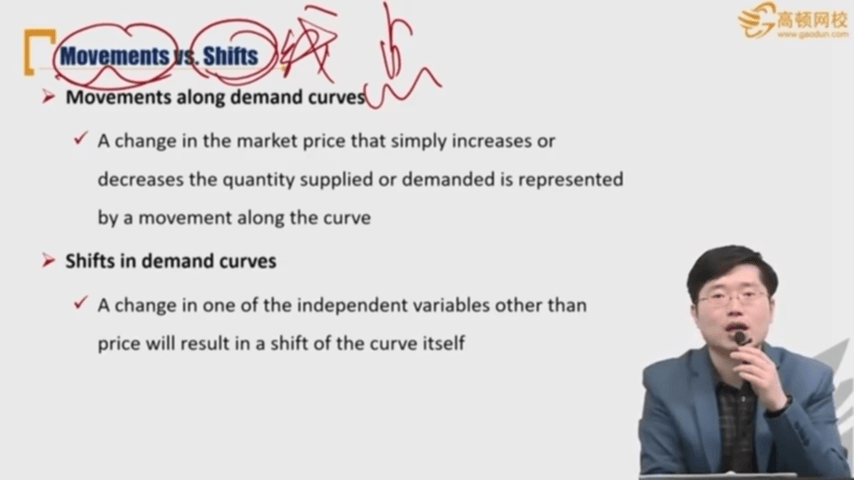 高顿网校
www.gaodun.com
Movements vs. Shifts 线 点
Movements along demand curves
A change in the market price that simply increases or
decreases the quantity supplied or demanded is represented
by a movement along the curve
Shifts in demand curves
A change in one of the independent variables other than
price will result in a shift of the curve itself